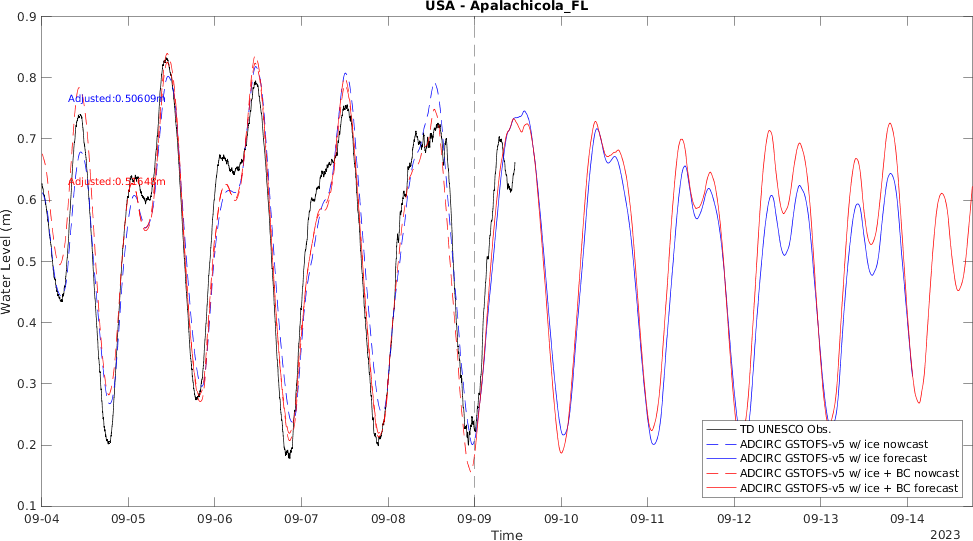 USA - Apalachicola_FL
0.9
0.8
0.7
0.6
0.5
0.4
0.3
0.2
0.1
Water Level (m)
Adjusted:0.50609m
TD UNESCO Obs.
ADCIRC GSTOFS-v5 w/ ice nowcast
ADCIRC GSTOFS-v5 w/ ice forecast
ADCIRC GSTOFS-v5 w/ ice + BC nowcast
ADCIRC GSTOFS-v5 w/ ice + BC forecast
09-04 09-05 09-06 09-07 09-08 09-09 09-10 09-11 09-12 09-13 09-14
Time
2023